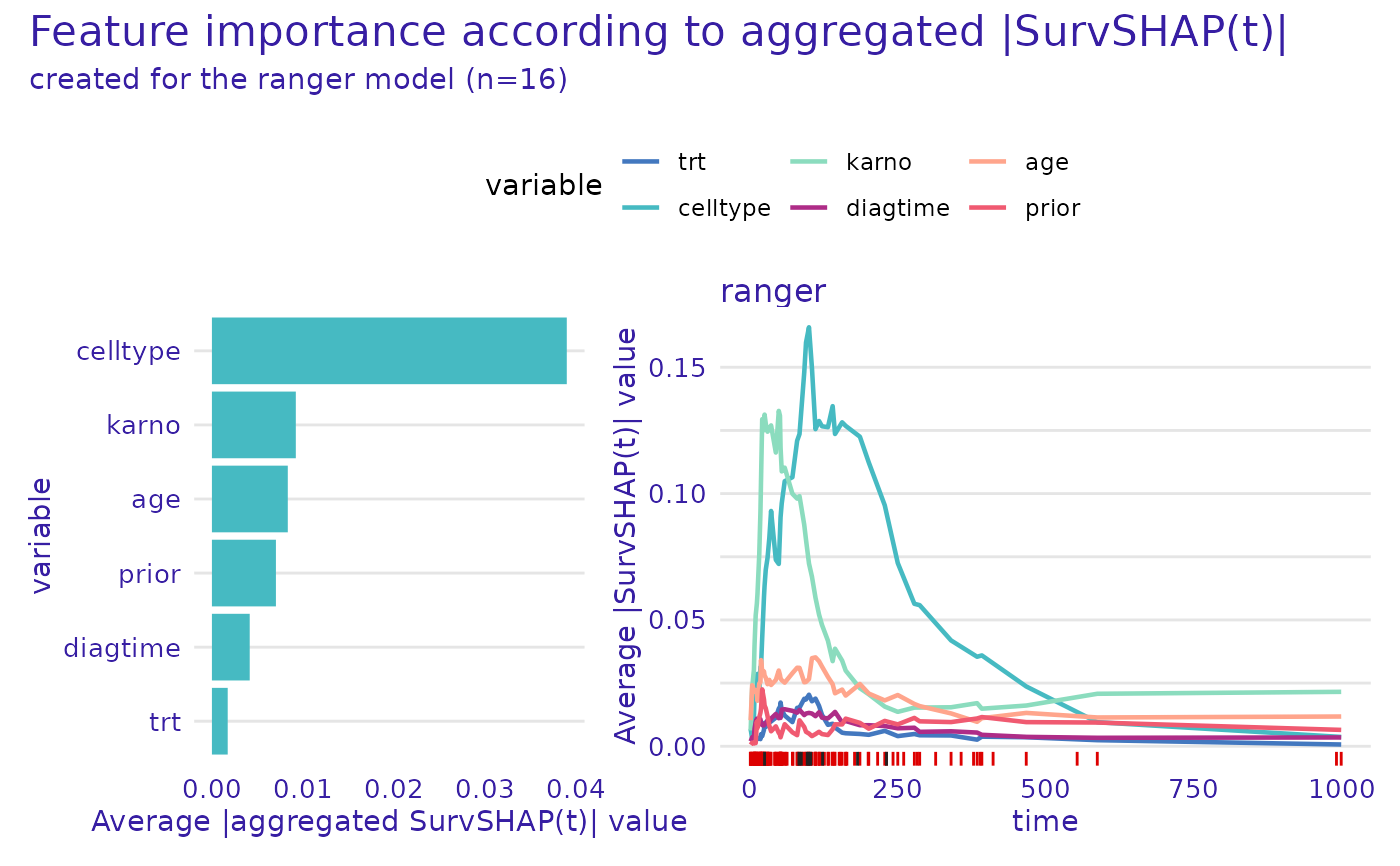 Feature importance according to aggregated |SurvSHAP(t)|
created for the ranger model (n=16)
variable
trt
karno
age
celltype
diagtime
prior
variable
celltype
karno
age
prior
diagtime
trt
0.00 0.01 0.02 0.03 0.04
Average |aggregated SurvSHAP(t)| value
ranger
Average |SurvSHAP(t)| value
0.15
0.10
0.05
0.00
0 250 500 750 1000
time